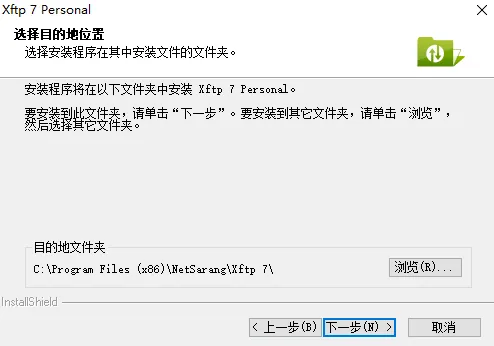 Xftp 7 Personal
选择目的地位置
选择安装程序在其中安装文件的文件夹。
安装程序将在以下文件夹中安装 Xftp 7 Personal。
要安装到此文件夹，请单击“下一步”。要安装到其它文件夹，请单击“浏览”，
然后选择其它文件夹。
目的地文件夹
C:\Program Files (x86)\NetSarang\Xftp 7\
浏览(R)...
InstallShield
< 上一步(B)
下一步(N) >
取消